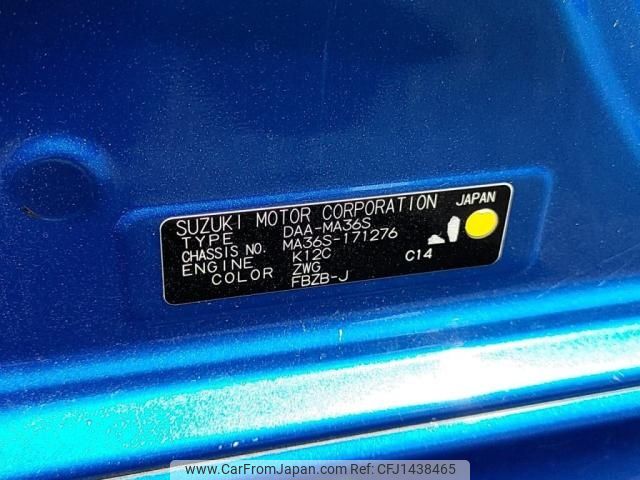 SUZUKI MOTOR CORPORATION JAPAN
TYPE DAA-MA36S
CHASSIS NO. MA36S-171276
ENGINE K12C C14
COLOR ZWG
FBZB-J
www.CarFromJapan.com CFJ1438465